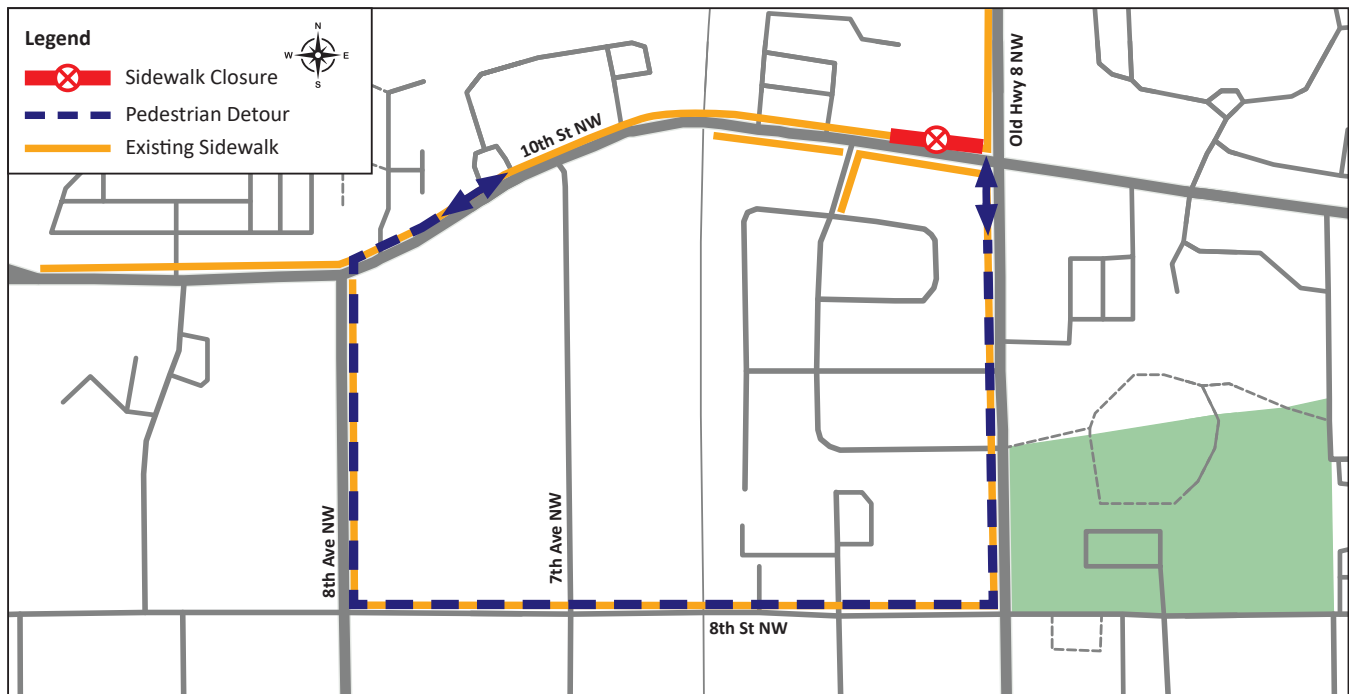 Legend
N
W E
S
Sidewalk Closure
Pedestrian Detour
Existing Sidewalk
10th St NW
Old Hwy 8 NW
8th Ave NW
7th Ave NW
8th St NW